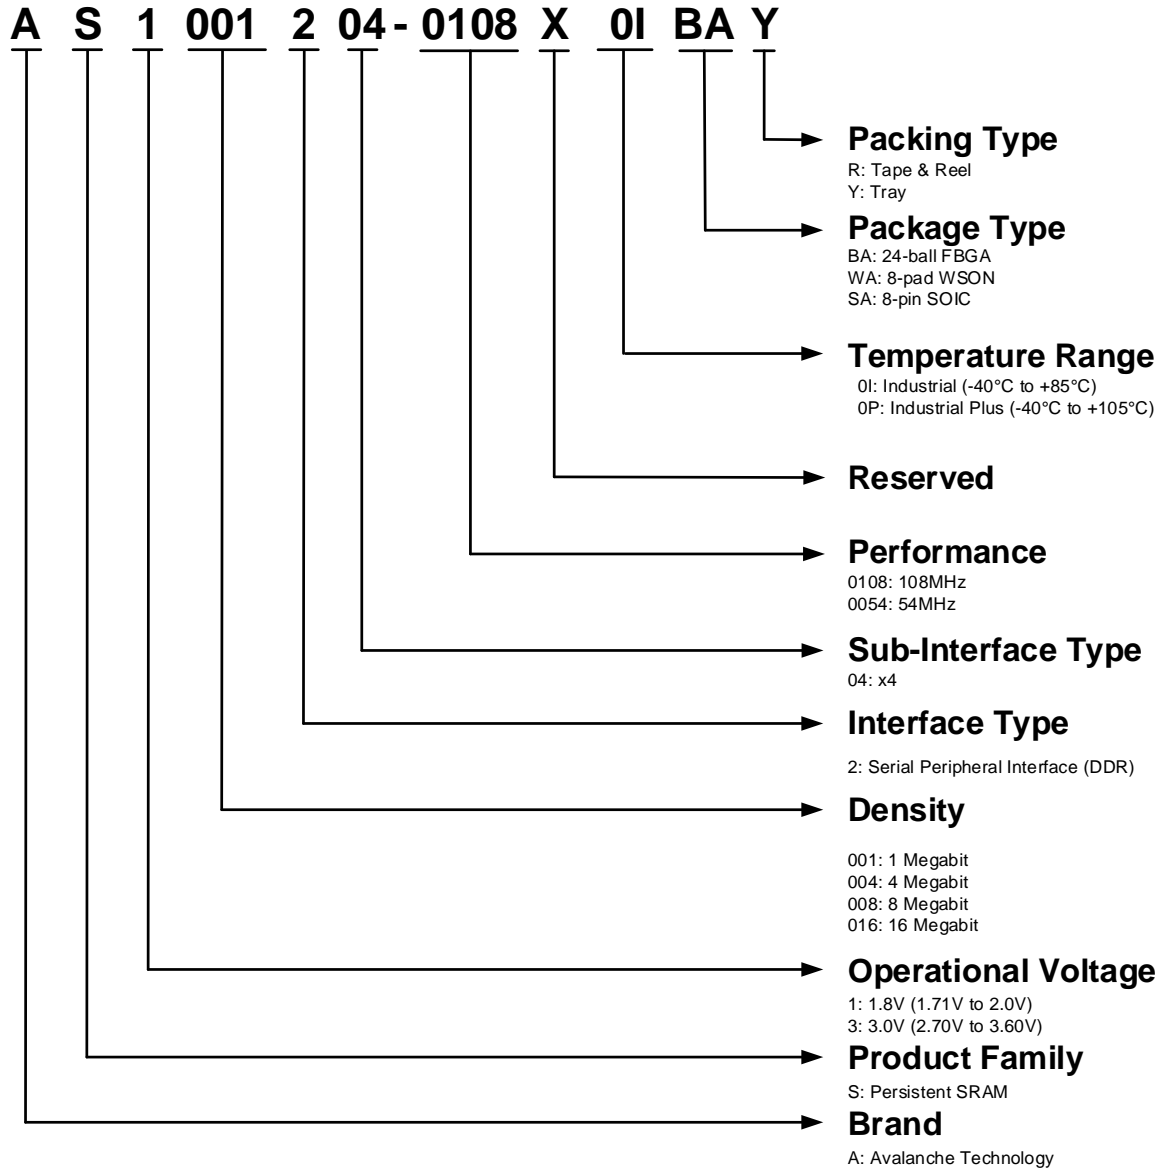 A S 1 001 2 04 - 0108 X 0I BA Y
Packing Type
R: Tape & Reel
Y: Tray
Package Type
BA: 24-ball FBGA
WA: 8-pad WSON
SA: 8-pin SOIC
Temperature Range
0I: Industrial (-40°C to +85°C)
0P: Industrial Plus (-40°C to +105°C)
Reserved
Performance
0108: 108MHz
0054: 54MHz
Sub-Interface Type
04: x4
Interface Type
2: Serial Peripheral Interface (DDR)
Density
001: 1 Megabit
004: 4 Megabit
008: 8 Megabit
016: 16 Megabit
Operational Voltage
1: 1.8V (1.71V to 2.0V)
3: 3.0V (2.70V to 3.60V)
Product Family
S: Persistent SRAM
Brand
A: Avalanche Technology